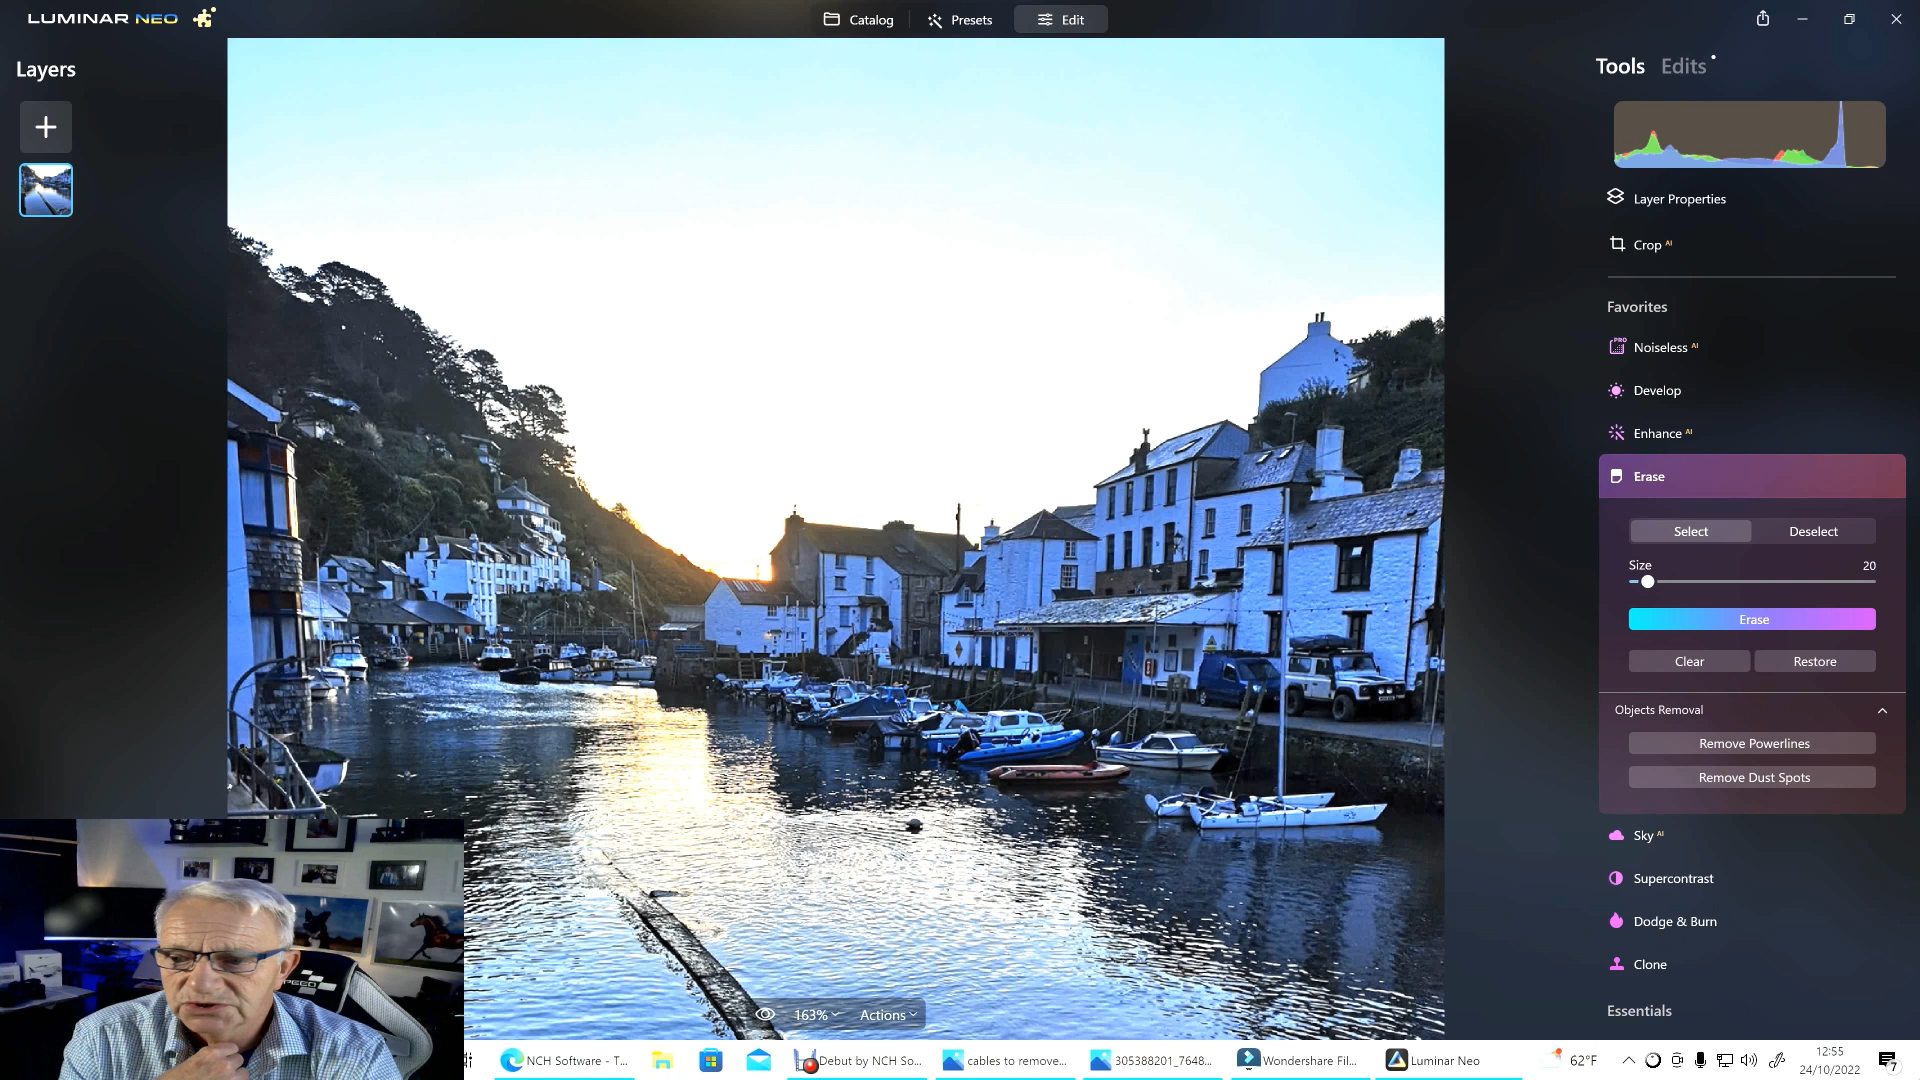 LUMINAR NEO
Catalog
Presets
Edit
Layers
Tools Edits
Layer Properties
Crop AI
Favorites
Noiseless AI
PRO
Develop
Enhance AI
Erase
Select
Deselect
Size
20
Erase
Clear
Restore
Objects Removal
Remove Powerlines
Remove Dust Spots
Sky AI
Supercontrast
Dodge & Burn
Clone
Essentials
163%
Actions
NCH Software - T...
Debut by NCH So...
cables to remove...
305388201_7648...
Wondershare Fil...
Luminar Neo
62°F
12:55
24/10/2022
7